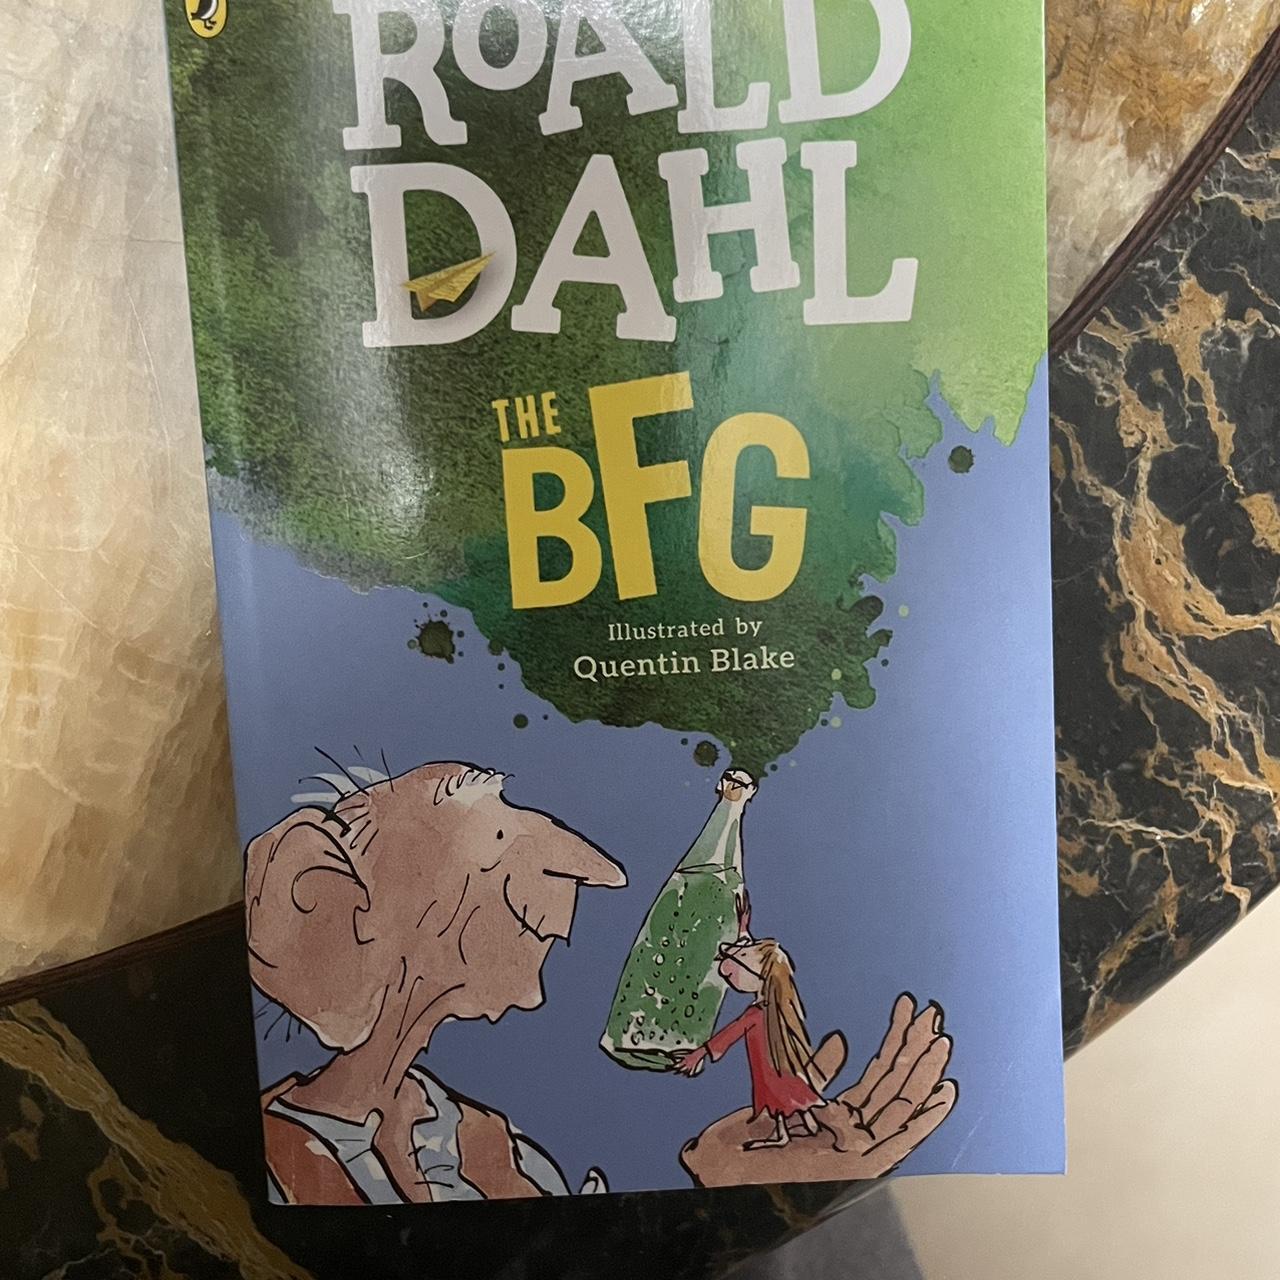 ROALD
DAHL
THE
BFG
Illustrated by
Quentin Blake